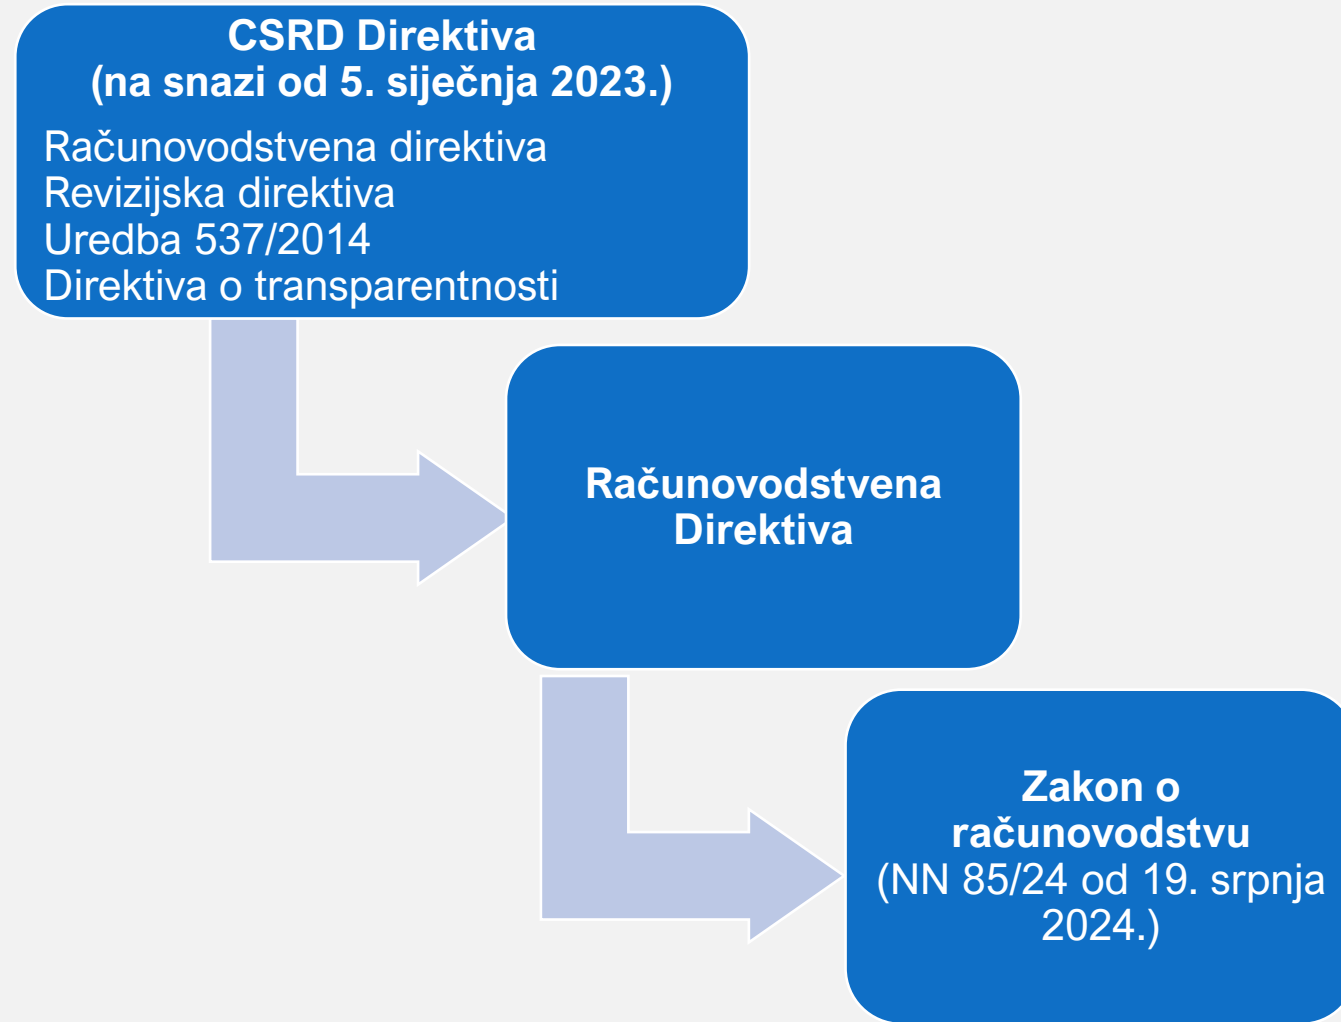 CSRD Direktiva
(na snazi od 5. siječnja 2023.)
Računovodstvena direktiva
Revizijska direktiva
Uredba 537/2014
Direktiva o transparentnosti
Računovodstvena
Direktiva
Zakon o
računovodstvu
(NN 85/24 od 19. srpnja
2024.)